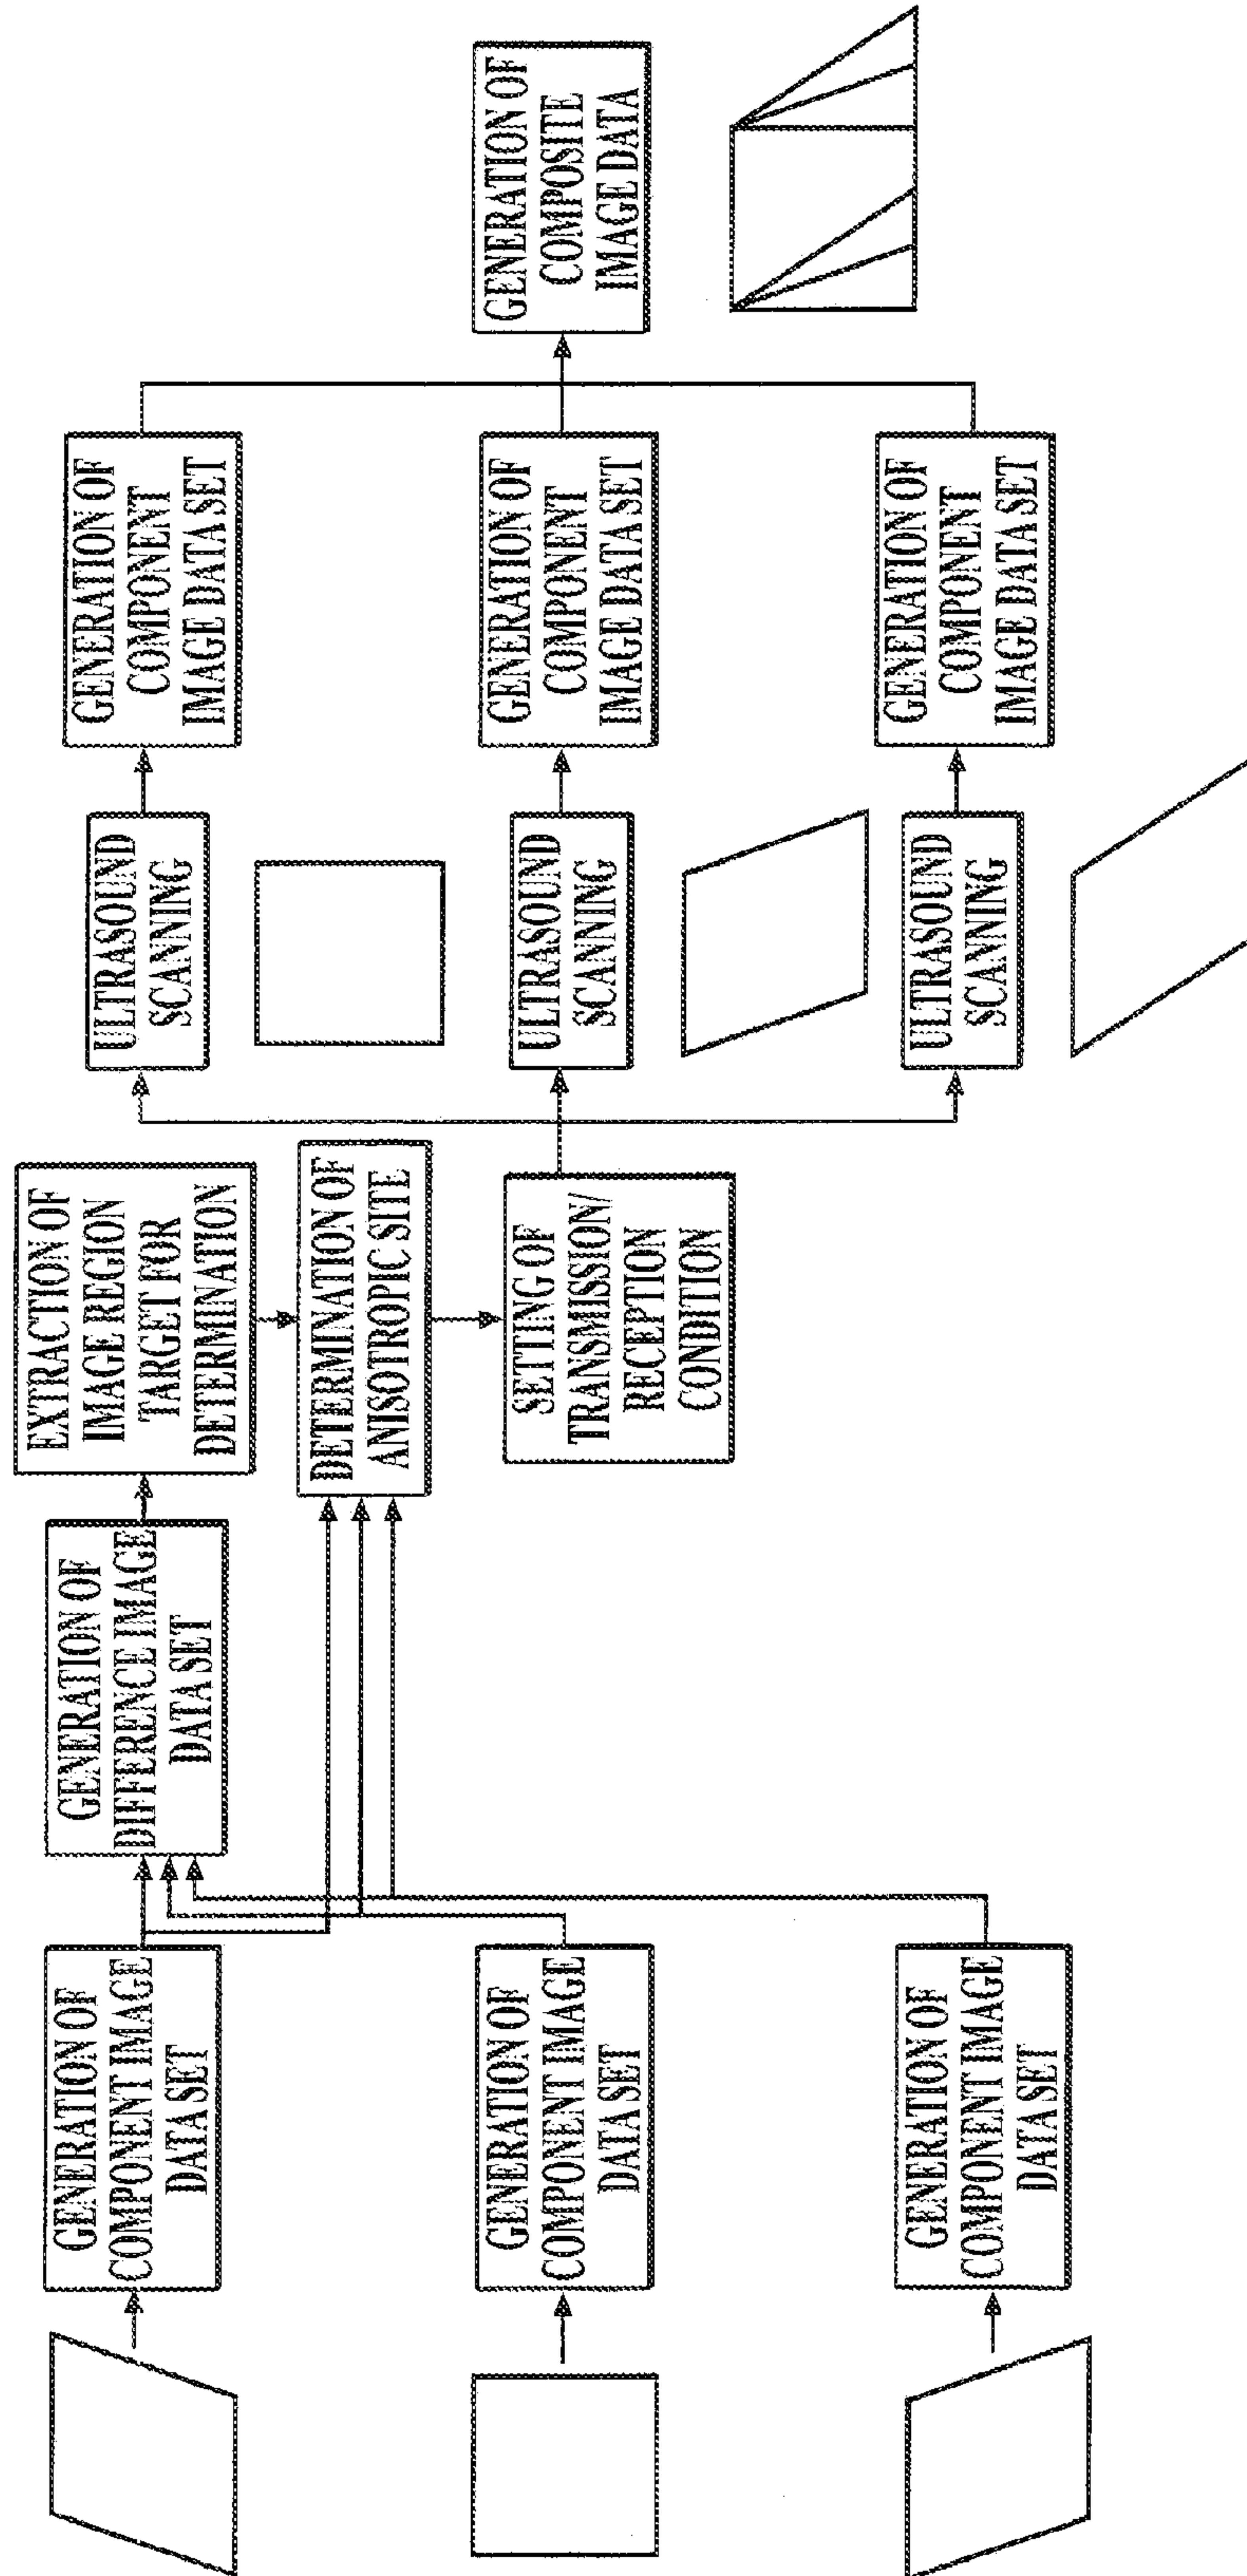 GENERATION OF
COMPONENT IMAGE
DATA SET
GENERATION OF
COMPONENT IMAGE
DATA SET
GENERATION OF
COMPONENT IMAGE
DATA SET
GENERATION OF
DIFFERENCE IMAGE
DATA SET
EXTRACTION OF
IMAGE REGION
TARGET FOR
DETERMINATION
DETERMINATION OF
ANISOTROPIC SITE
SETTING OF
TRANSMISSION/
RECEPTION
CONDITION
ULTRASOUND
SCANNING
ULTRASOUND
SCANNING
ULTRASOUND
SCANNING
GENERATION OF
COMPONENT
IMAGE DATA SET
GENERATION OF
COMPONENT
IMAGE DATA SET
GENERATION OF
COMPONENT
IMAGE DATA SET
GENERATION OF
COMPOSITE
IMAGE DATA